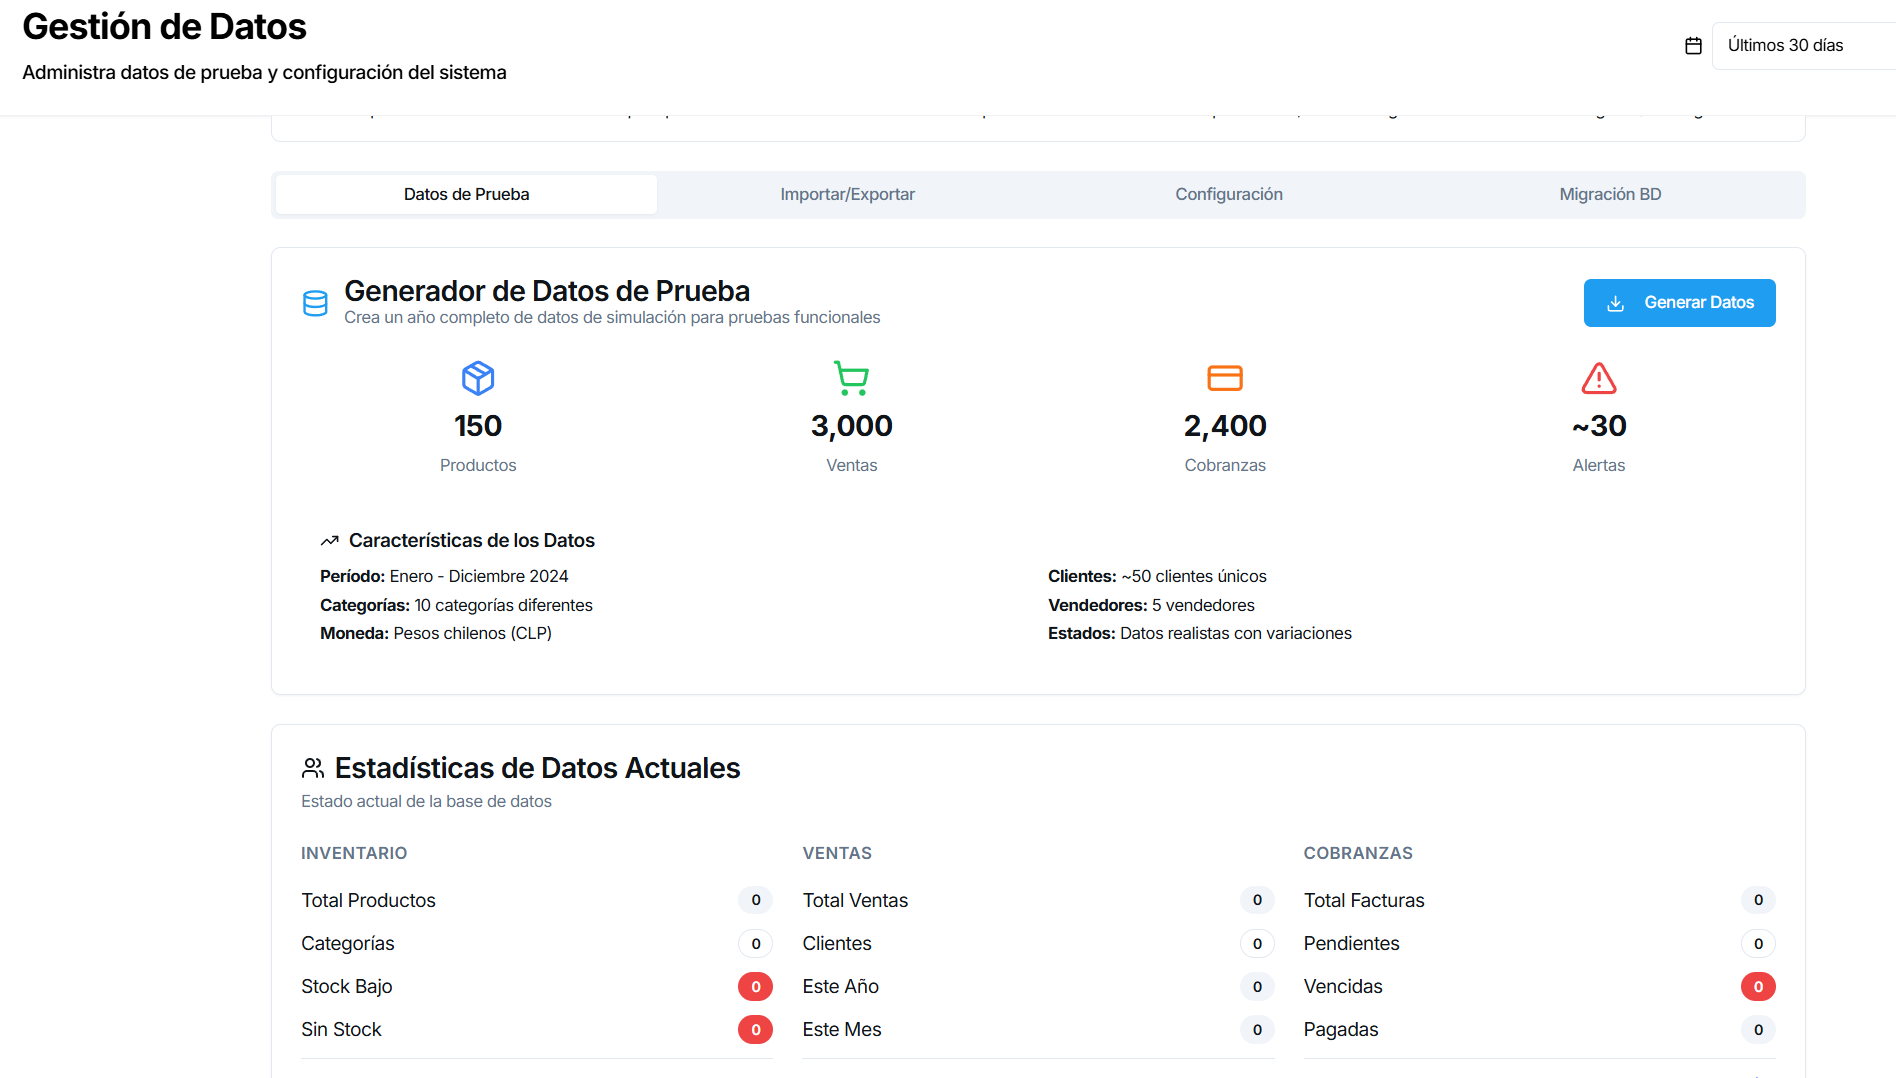 Gestión de Datos
Administra datos de prueba y configuración del sistema
Últimos 30 días
Datos de Prueba
Importar/Exportar
Configuración
Migración BD
Generador de Datos de Prueba
Crea un año completo de datos de simulación para pruebas funcionales
Generar Datos
150
Productos
3,000
Ventas
2,400
Cobranzas
~30
Alertas
Características de los Datos
Período: Enero - Diciembre 2024
Categorías: 10 categorías diferentes
Moneda: Pesos chilenos (CLP)
Clientes: ~50 clientes únicos
Vendedores: 5 vendedores
Estados: Datos realistas con variaciones
Estadísticas de Datos Actuales
Estado actual de la base de datos
INVENTARIO
Total Productos 0
Categorías 0
Stock Bajo 0
Sin Stock 0
VENTAS
Total Ventas 0
Clientes 0
Este Año 0
Este Mes 0
COBRANZAS
Total Facturas 0
Pendientes 0
Vencidas 0
Pagadas 0